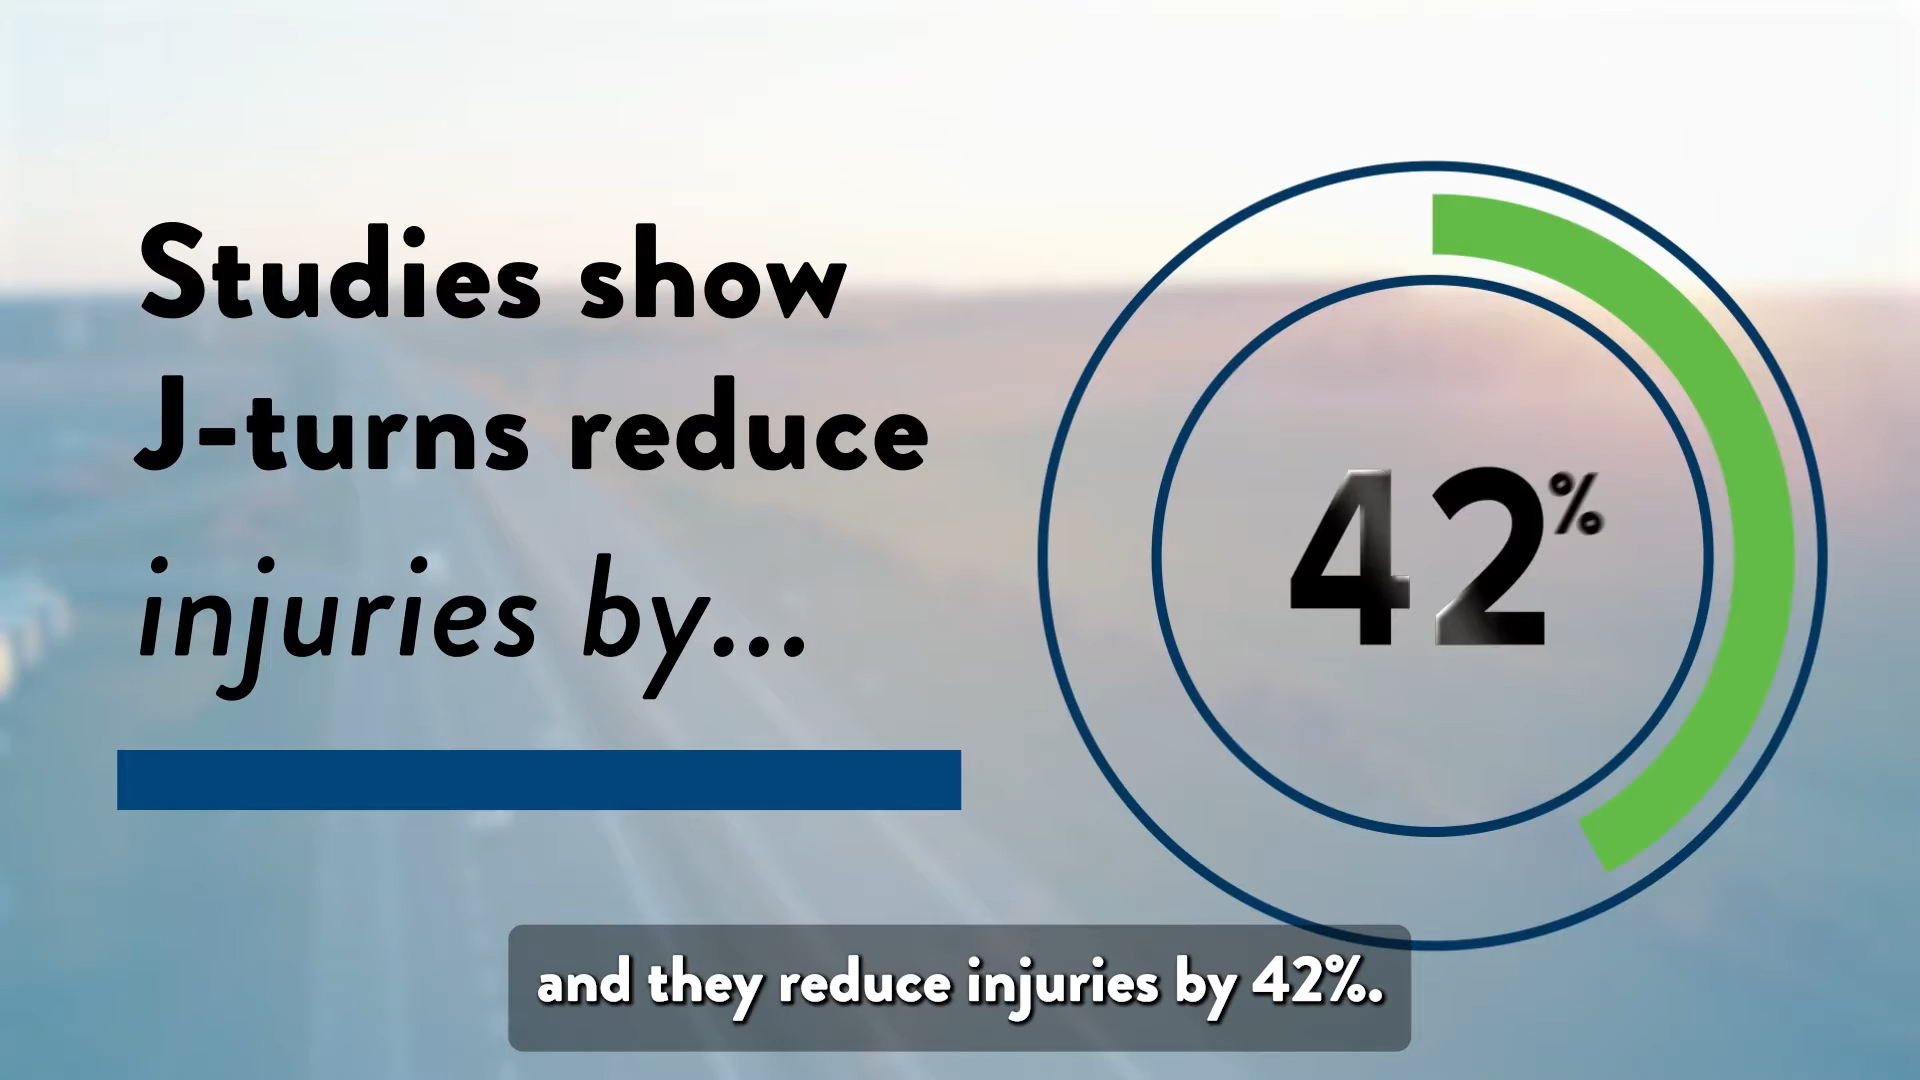 Studies show
J-turns reduce
injuries by...
42%
and they reduce injuries by 42%.